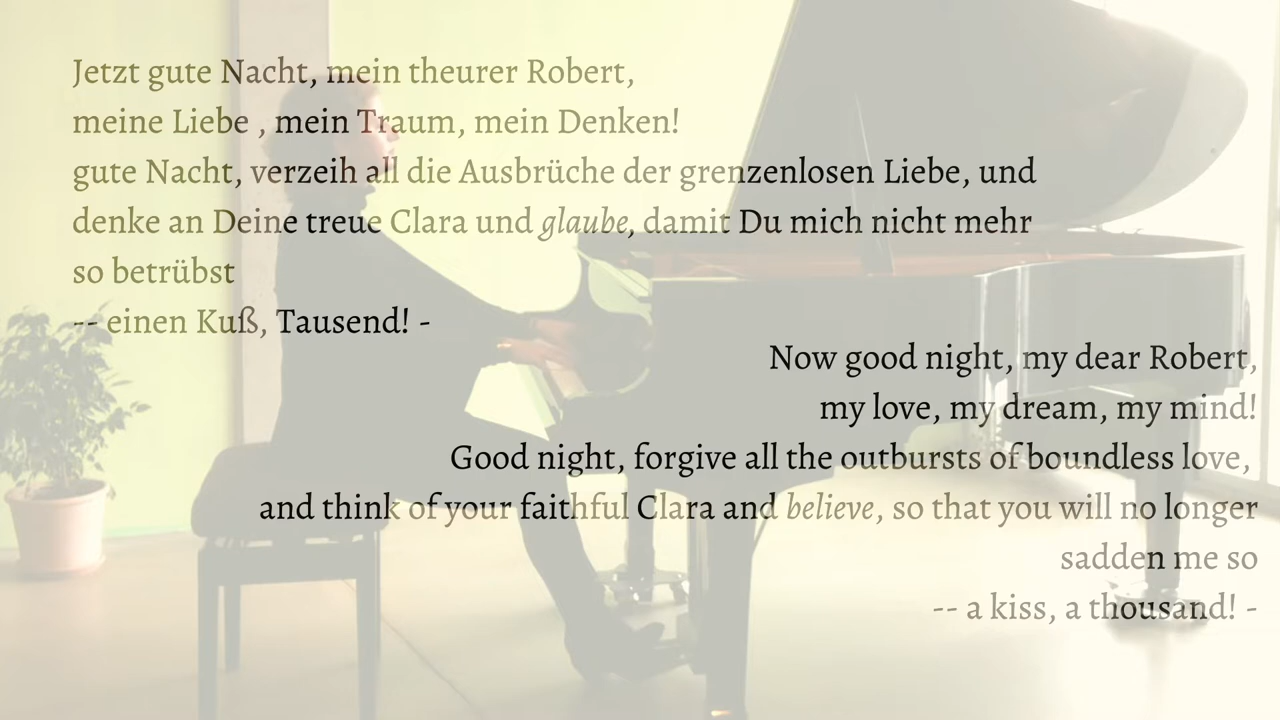 Jetzt gute Nacht, mein theurer Robert,
meine Liebe , mein Traum, mein Denken!
gute Nacht, verzeih all die Ausbrüche der grenzenlosen Liebe, und
denke an Deine treue Clara und glaube, damit Du mich nicht mehr
so betrübst
-- einen Kuß, Tausend! -
Now good night, my dear Robert,
my love, my dream, my mind!
Good night, forgive all the outbursts of boundless love,
and think of your faithful Clara and believe, so that you will no longer
sadden me so
-- a kiss, a thousand! -